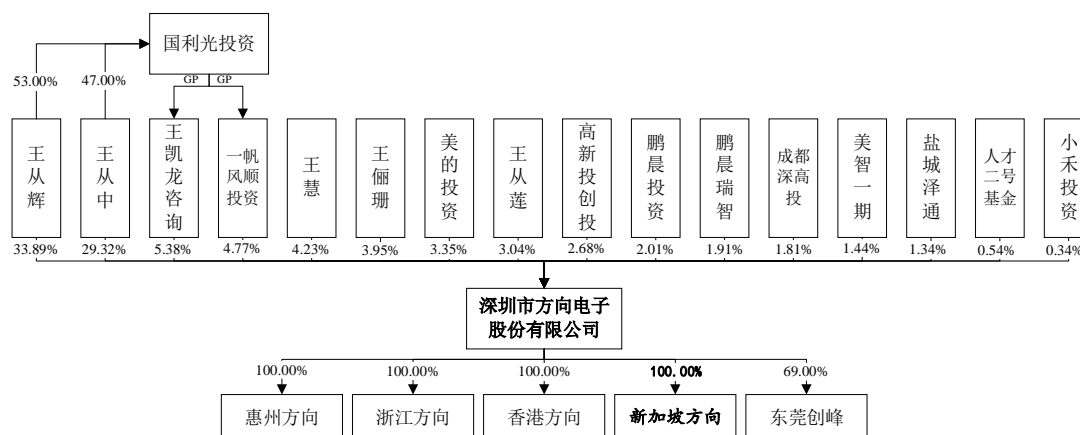 国利光投资
53.00%
47.00%
GP
GP
王从辉
王从中
王凯龙咨询
一帆
风顺
投资
王慧
王俪珊
美的投资
王从莲
高新投创投
鹏晨投资
鹏晨瑞智
成都
深高
投
美智一期
盐城泽通
人才
二号
基金
小禾投资
33.89%
29.32%
5.38%
4.77%
4.23%
3.95%
3.35%
3.04%
2.68%
2.01%
1.91%
1.81%
1.44%
1.34%
0.54%
0.34%
深圳市方向电子
股份有限公司
100.00%
100.00%
100.00%
100.00%
69.00%
惠州方向
浙江方向
香港方向
新加坡方向
东莞创峰